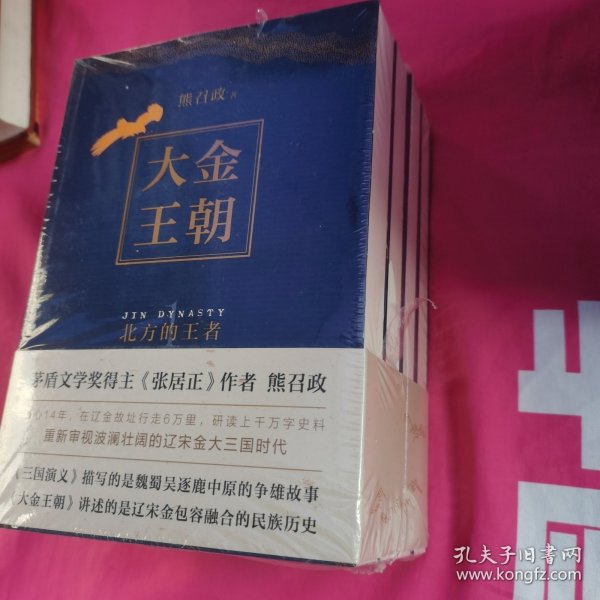 熊召政 著
大金
王朝
JIN DYNASTY
北方的王者
茅盾文学奖得主《张居正》作者 熊召政
心14年，在辽金故址行走6万里，研读上千万字史料
重新审视波澜壮阔的辽宋金大三国时代
《三国演义》描写的是魏蜀吴逐鹿中原的争雄故事
《大金王朝》讲述的是辽宋金包容融合的民族历史
孔夫子旧书网
www.kongfz.com